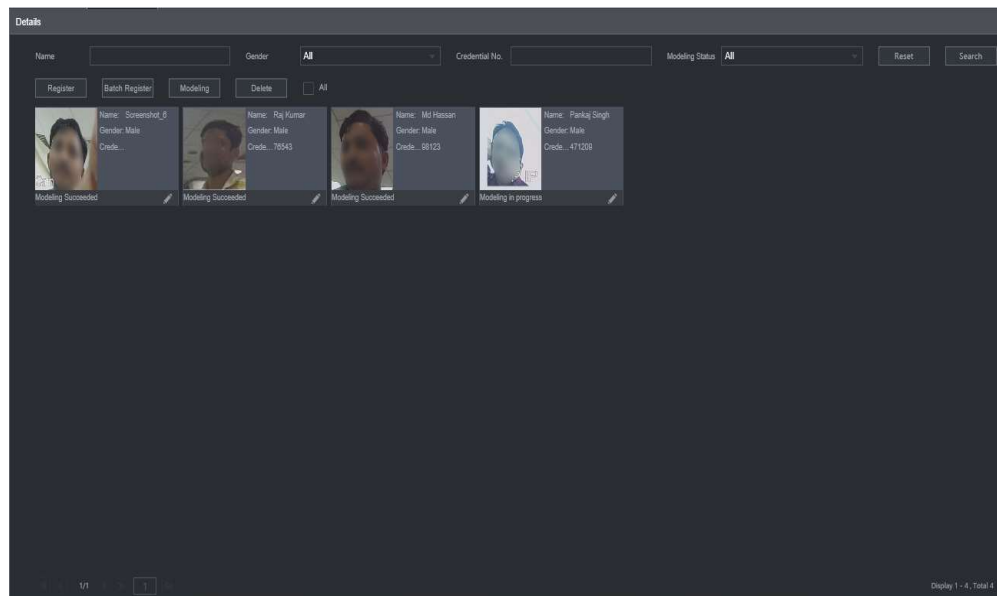 Details
Name Gender All Credential No. Modeling Status All Reset Search
Register Batch Register Modeling Delete All
Name: Screenshot_8 Name: Raj Kumar Name: Md Hassan Name: Pankaj Singh
Gender: Male Gender: Male Gender: Male Gender: Male
Crede... Crede... 76543 Crede... 98123 Crede... 471209
Modeling Succeeded Modeling Succeeded Modeling Succeeded Modeling in progress
1/1 1 Display 1 - 4, Total 4